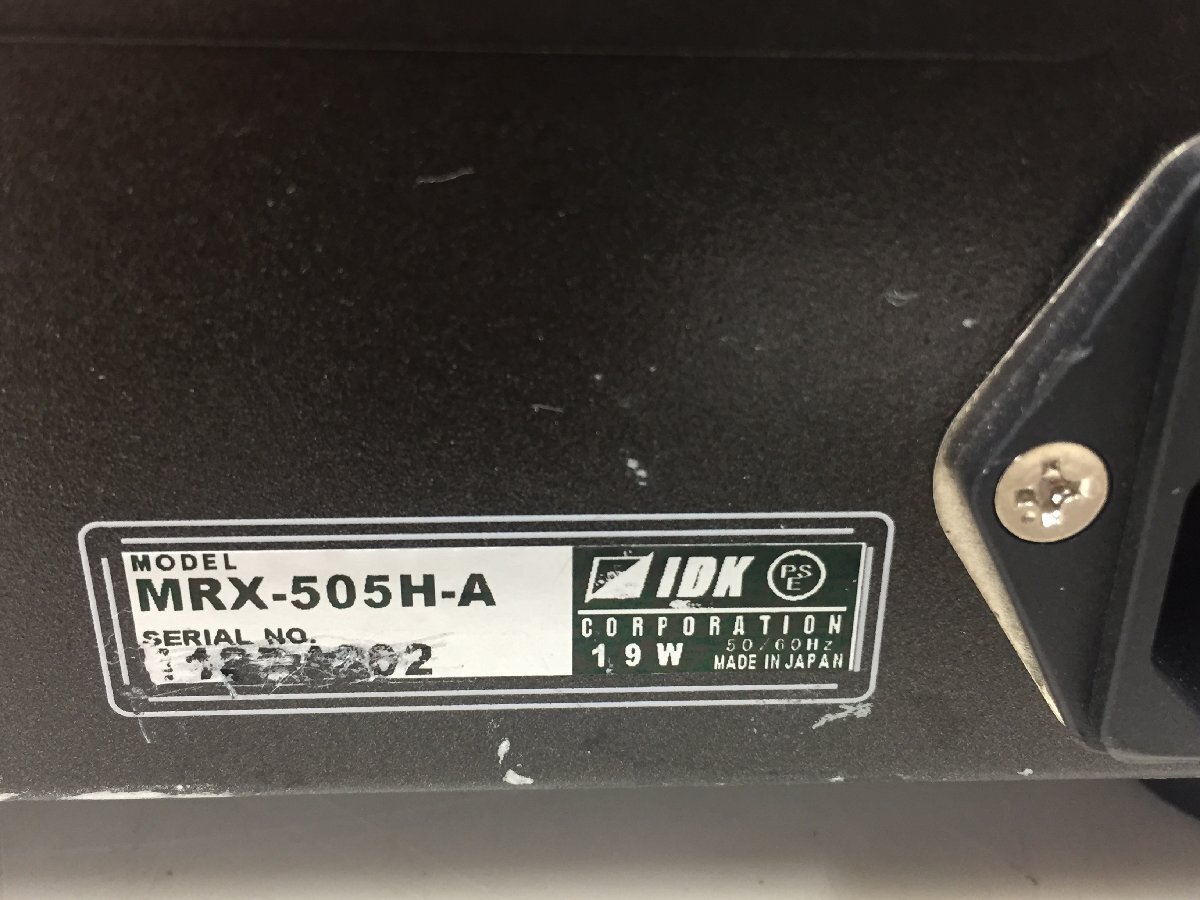 MODEL
MRX-505H-A
SERIAL NO.
IDK
PSE
CORPORATION
19W 50/60Hz
MADE IN JAPAN